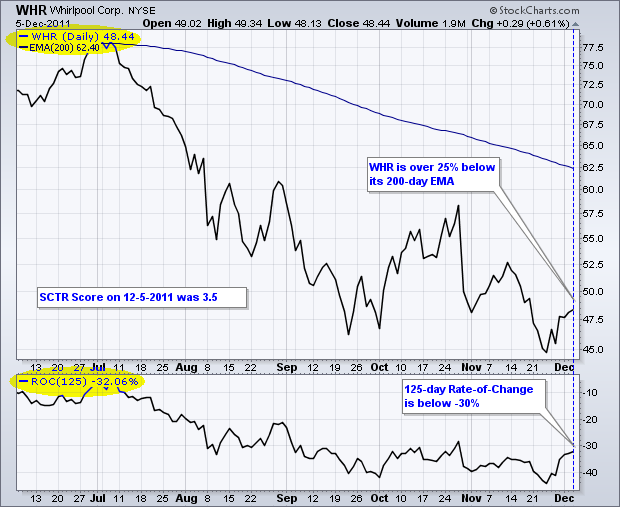 WHR Whirlpool Corp. NYSE © StockCharts.com
5-Dec-2011 Open 49.02 High 49.34 Low 48.13 Close 48.44 Volume 1.9M Chg +0.29 (+0.61%)
WHR (Daily) 48.44
EMA(200) 62.40
77.5
75.0
72.5
70.0
67.5
65.0
62.5
60.0
57.5
55.0
52.5
50.0
47.5
45.0
WHR is over 25% below
its 200-day EMA
SCTR Score on 12-5-2011 was 3.5
13 20 27 Jul 11 18 25 Aug 8 15 22 Sep 12 19 26 Oct 10 17 24 Nov 7 14 21 Dec
ROC(125) -32.06%
-10
-20
-30
-40
125-day Rate-of-Change
is below -30%
13 20 27 Jul 11 18 25 Aug 8 15 22 Sep 12 19 26 Oct 10 17 24 Nov 7 14 21 Dec